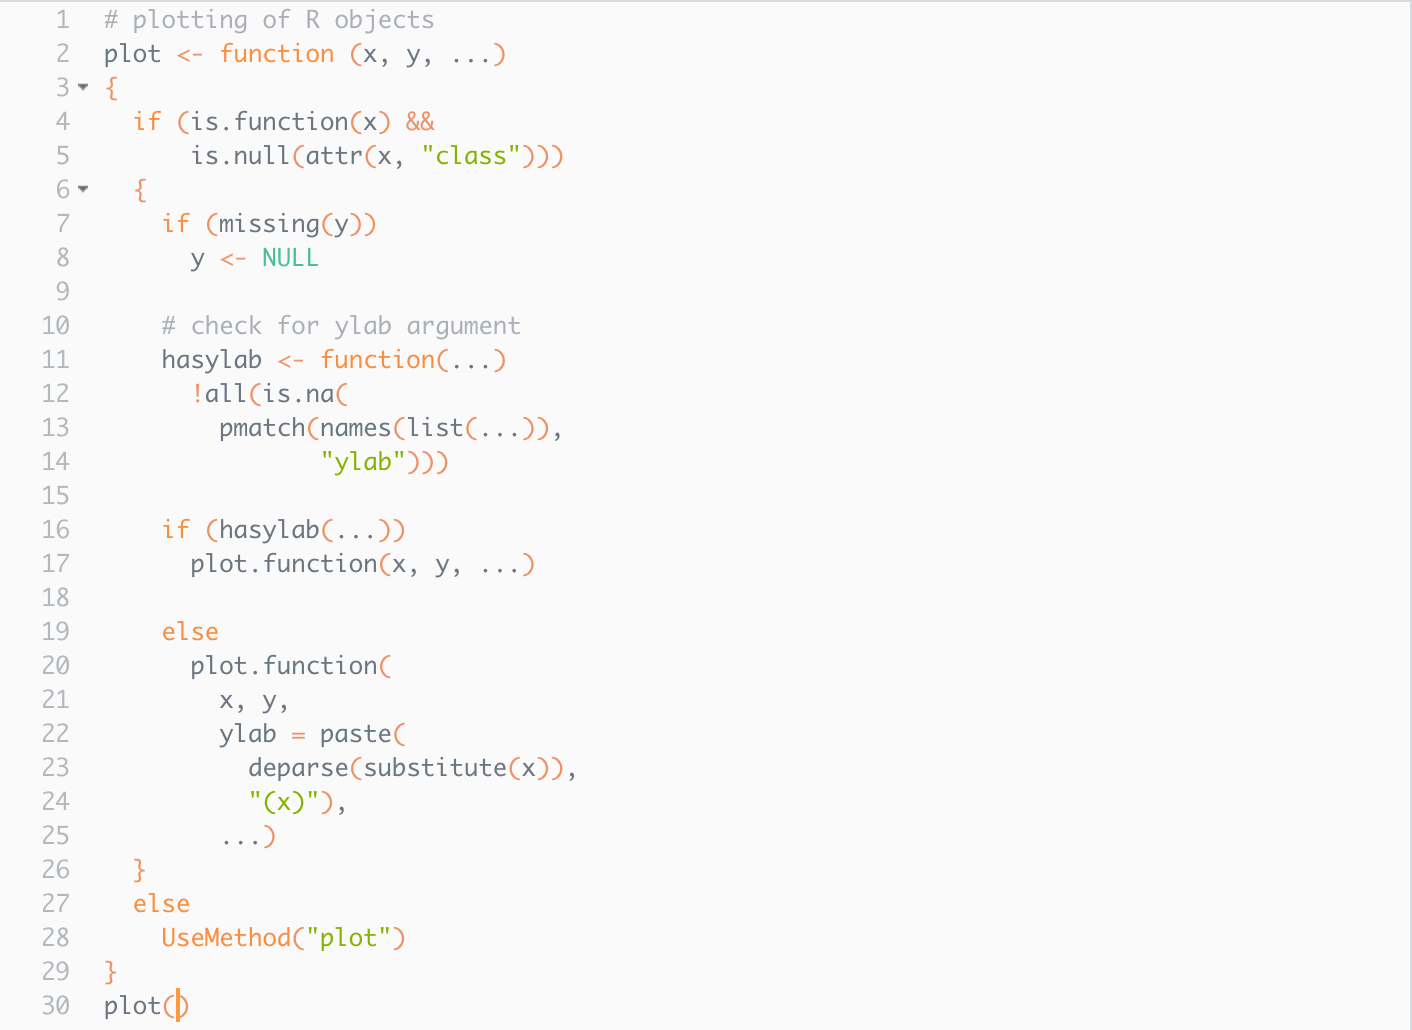 1 # plotting of R objects
2 plot <- function (x, y, ...)
3 {
4   if (is.function(x) &&
5       is.null(attr(x, "class")))
6   {
7     if (missing(y))
8       y <- NULL
9
10     # check for ylab argument
11     hasylab <- function(...)
12       !all(is.na(
13         pmatch(names(list(...)),
14                "ylab")))
15
16     if (hasylab(...))
17       plot.function(x, y, ...)
18
19     else
20       plot.function(
21         x, y,
22         ylab = paste(
23           deparse(substitute(x)),
24           "(x)"),
25         ...)
26   }
27   else
28     UseMethod("plot")
29 }
30 plot()